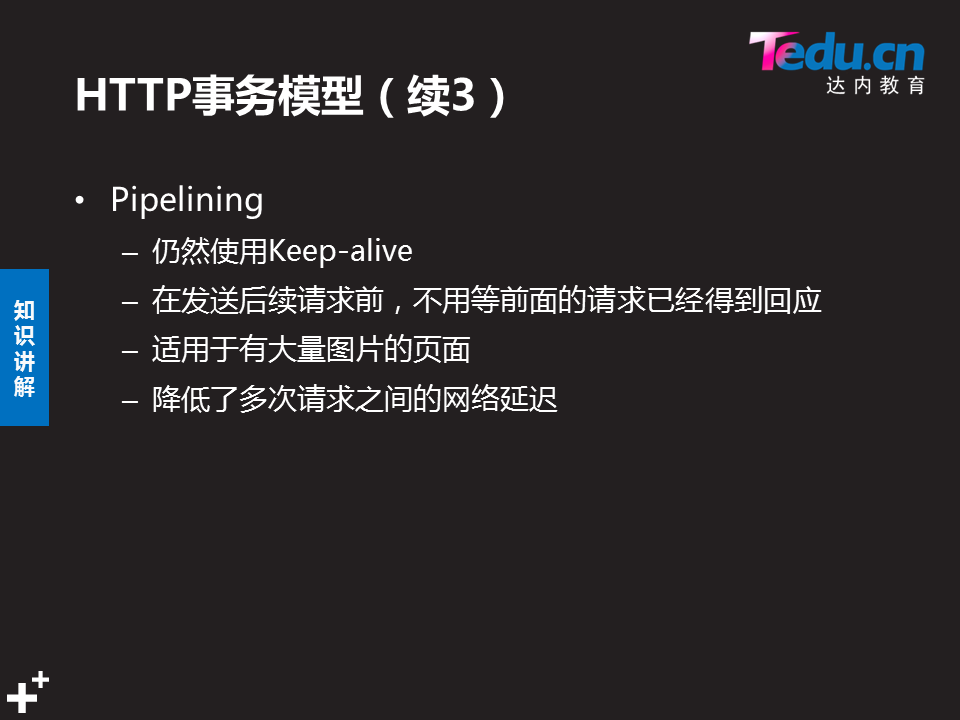 Tedu.cn
达内教育
HTTP事务模型（续3）
• Pipelining
– 仍然使用Keep-alive
– 在发送后续请求前，不用等前面的请求已经得到回应
– 适用于有大量图片的页面
– 降低了多次请求之间的网络延迟
知识讲解